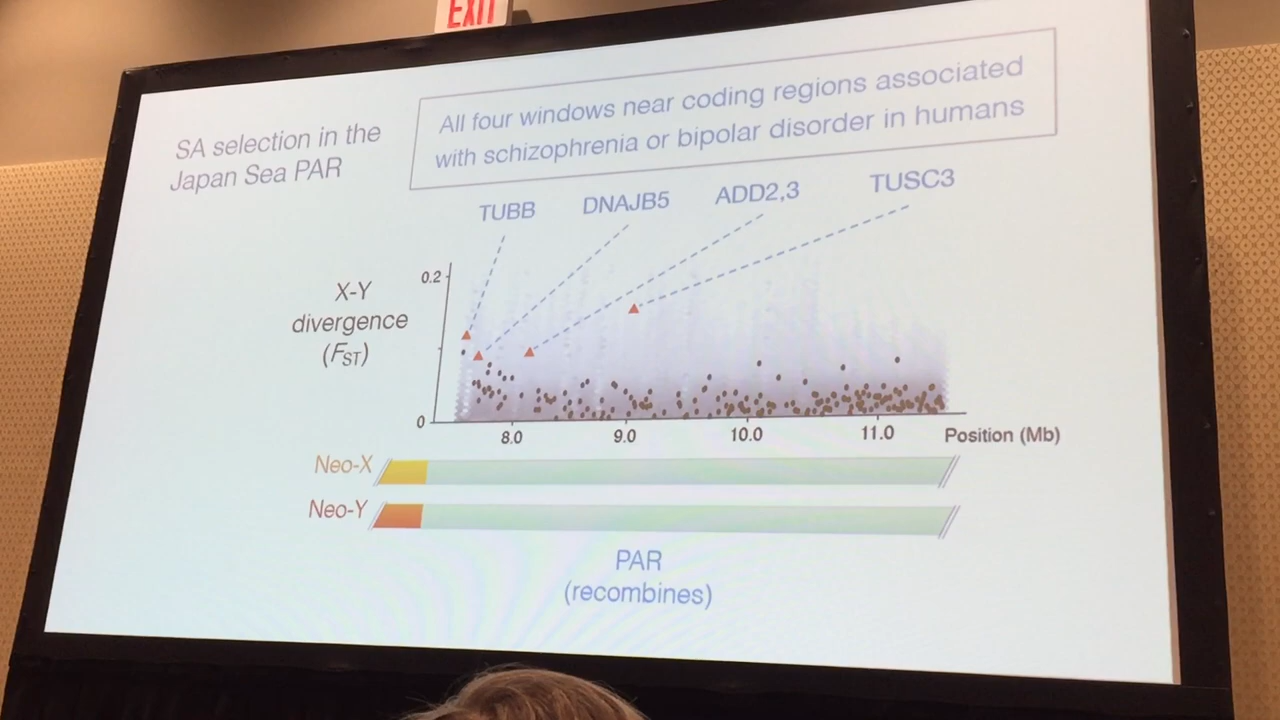 EXIT
SA selection in the
Japan Sea PAR
All four windows near coding regions associated
with schizophrenia or bipolar disorder in humans
TUBB
DNAJB5
ADD2,3
TUSC3
X-Y
divergence
(FST)
0.2
0
8.0
9.0
10.0
11.0
Position (Mb)
Neo-X
Neo-Y
PAR
(recombines)